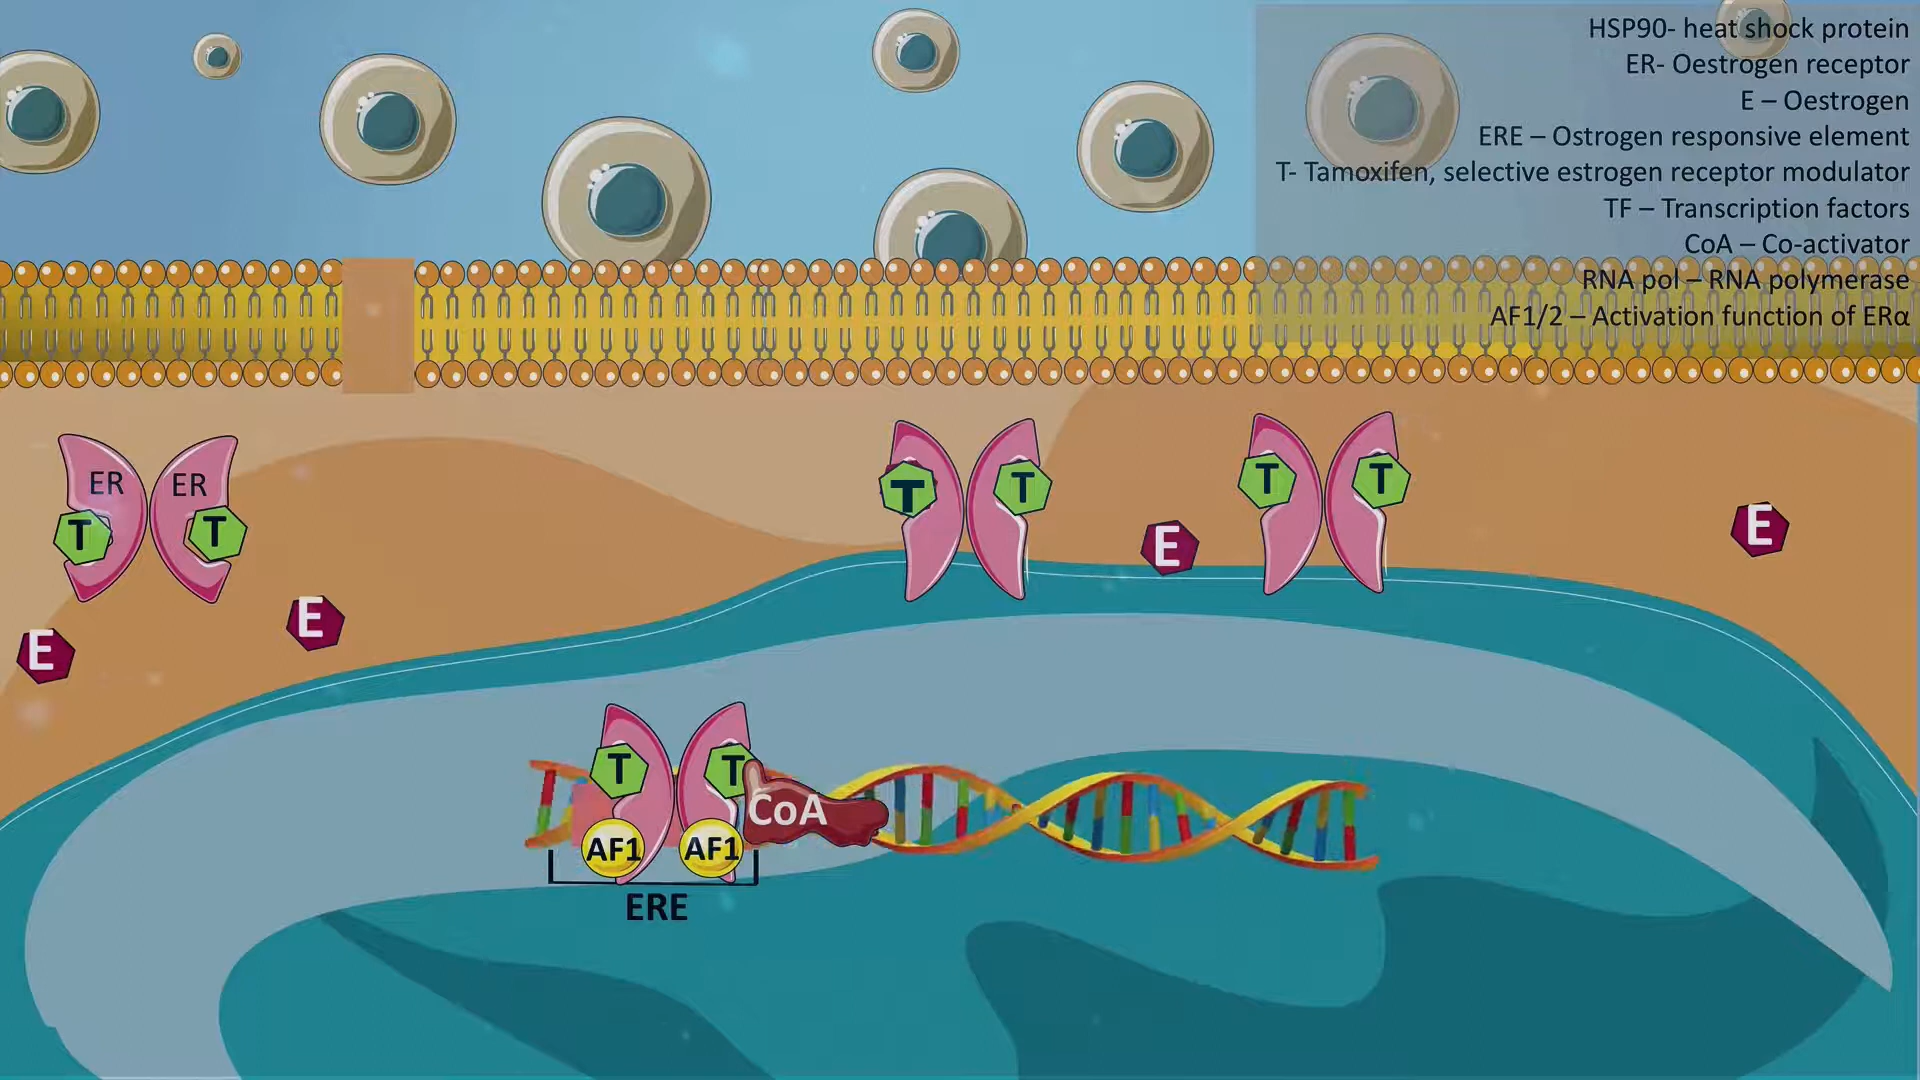 HSP90- heat shock protein
ER- Oestrogen receptor
E – Oestrogen
ERE – Ostrogen responsive element
T- Tamoxifen, selective estrogen receptor modulator
TF – Transcription factors
CoA – Co-activator
RNA pol – RNA polymerase
AF1/2 – Activation function of ERα
ER ER
T T
T T
T T
E
E
E
E
T T
CoA
AF1 AF1
ERE